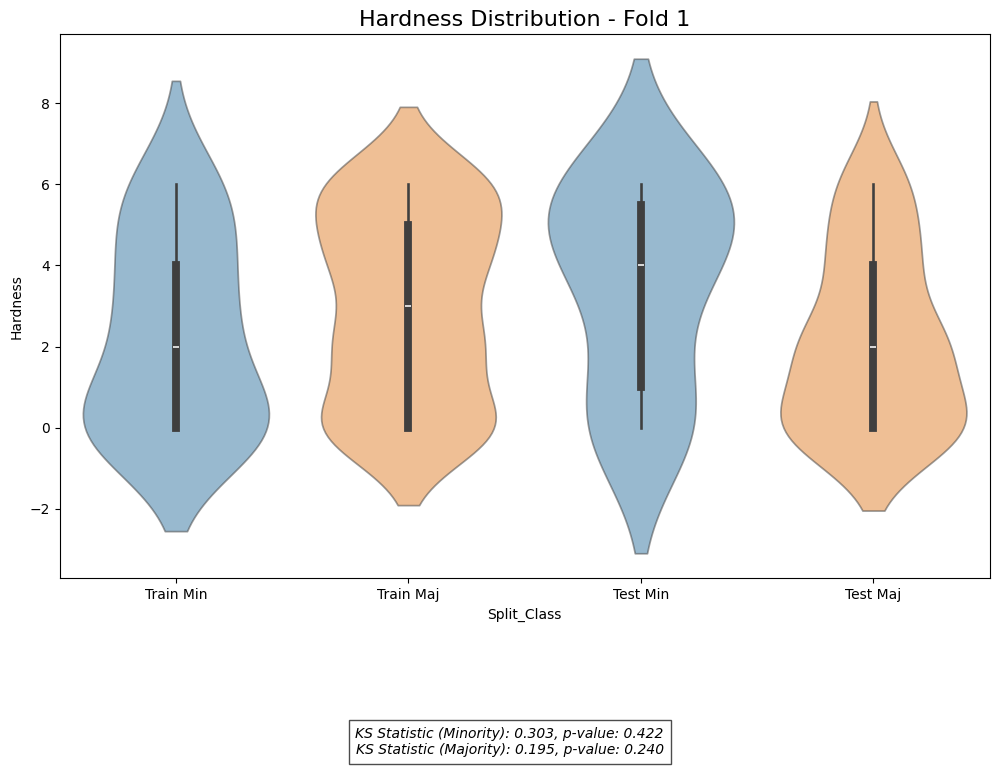 Hardness Distribution - Fold 1
Hardness
8
6
4
2
0
−2
Train Min
Train Maj
Test Min
Test Maj
Split_Class
KS Statistic (Minority): 0.303, p-value: 0.422
KS Statistic (Majority): 0.195, p-value: 0.240